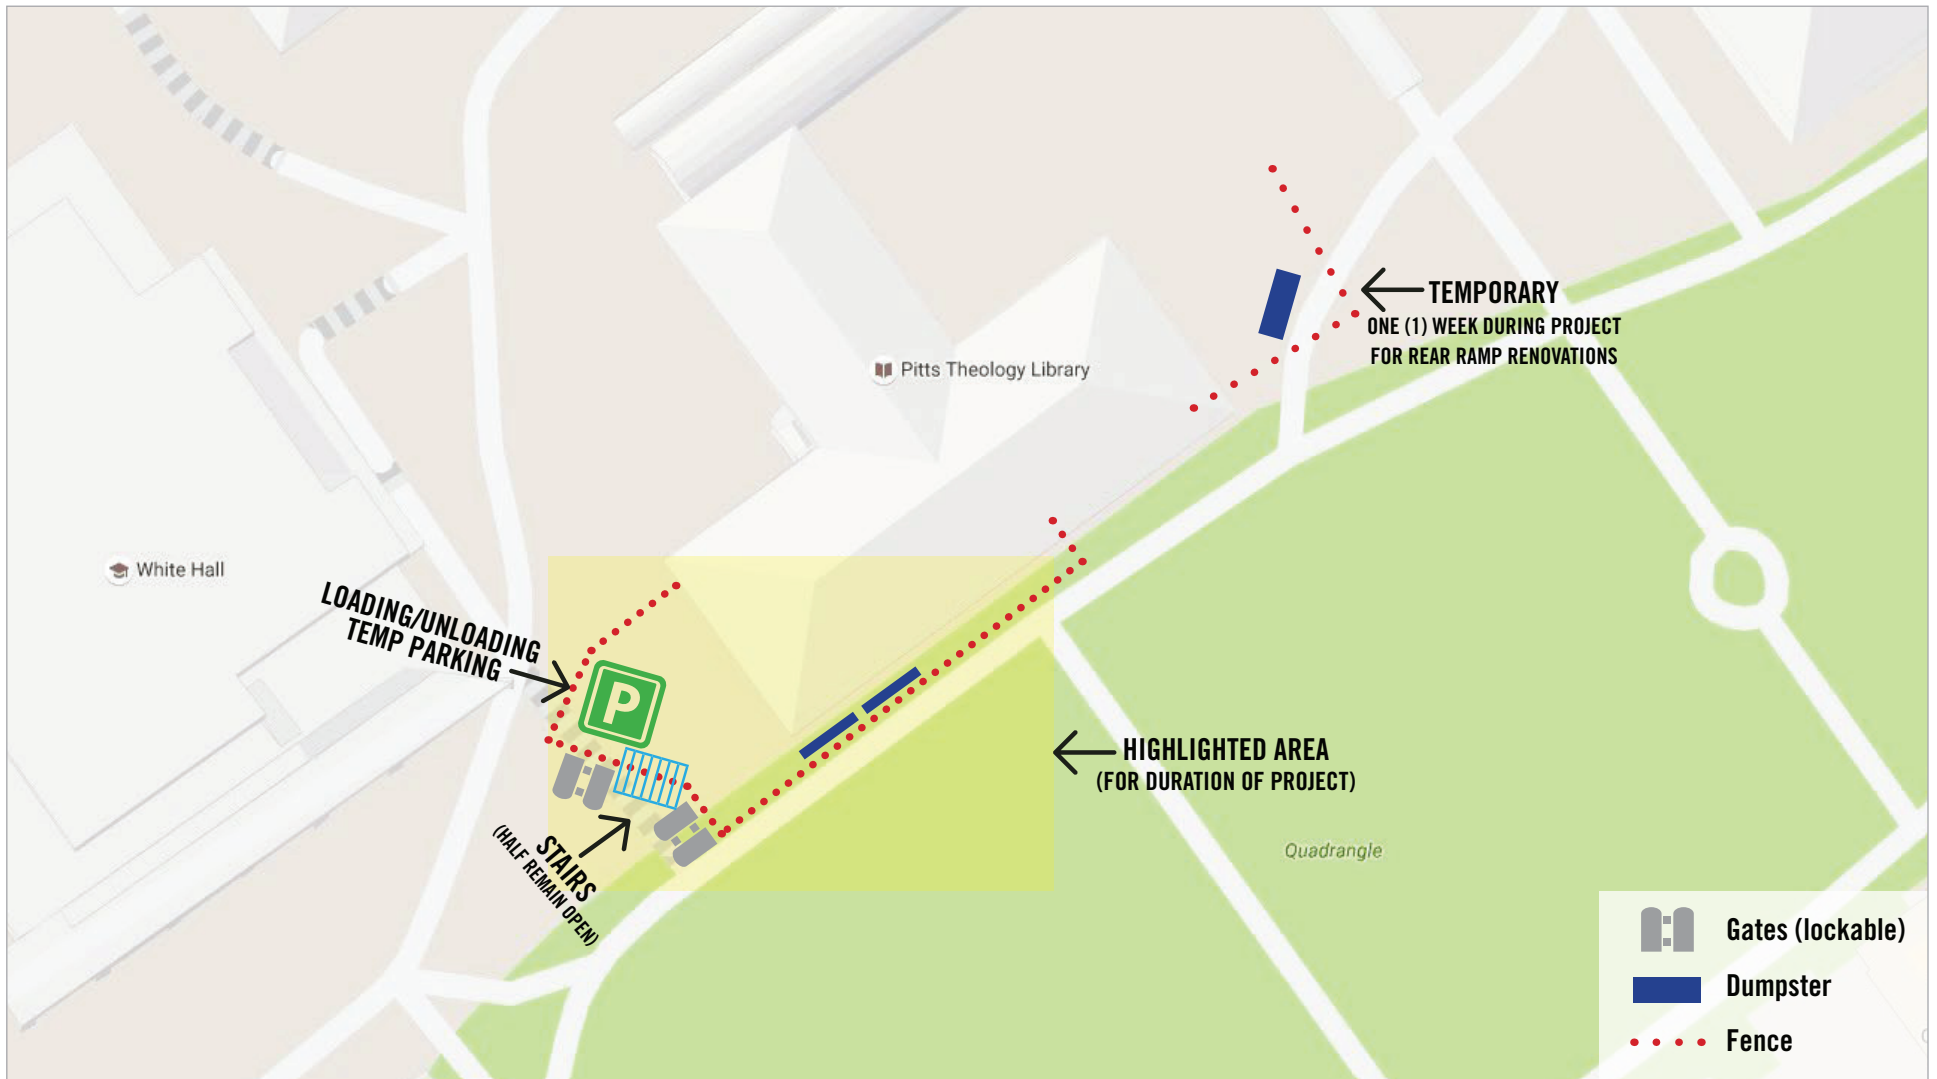 TEMPORARY
ONE (1) WEEK DURING PROJECT
FOR REAR RAMP RENOVATIONS
Pitts Theology Library
White Hall
LOADING/UNLOADING
TEMP PARKING
P
HIGHLIGHTED AREA
(FOR DURATION OF PROJECT)
STAIRS
(HALF REMAIN OPEN)
Quadrangle
Gates (lockable)
Dumpster
Fence